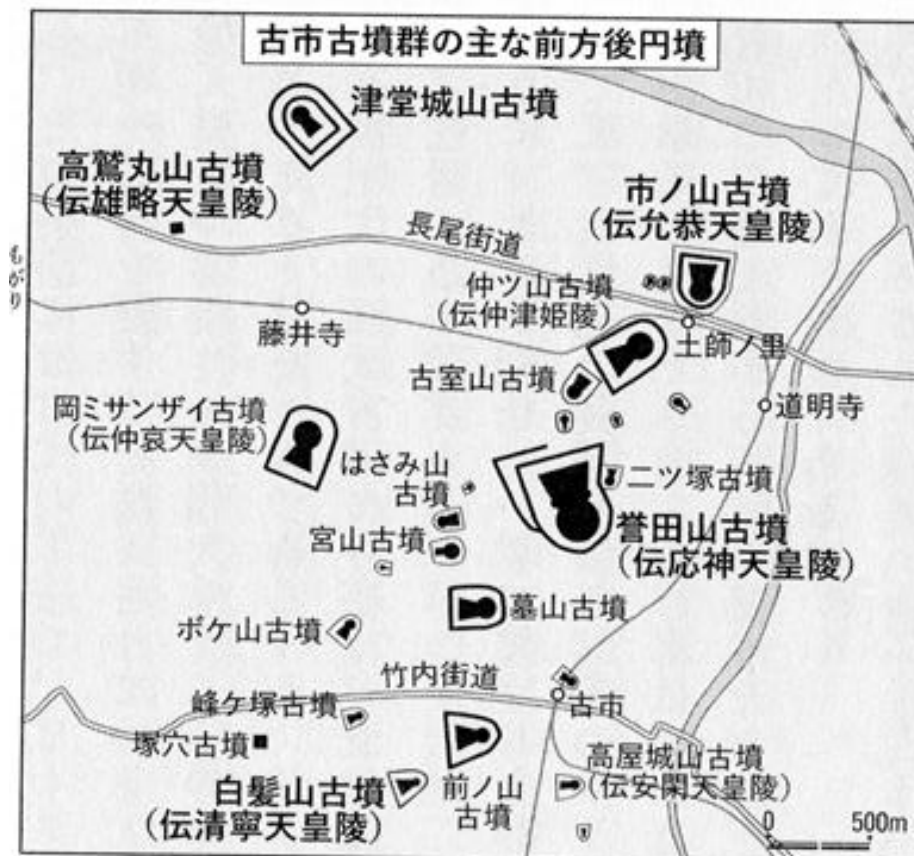 古市古墳群の主な前方後円墳
津堂城山古墳
高鷲丸山古墳
(伝雄略天皇陵)
市ノ山古墳
(伝允恭天皇陵)
長尾街道
もがり
仲ツ山古墳
(伝仲津姫陵)
藤井寺
土師ノ里
古室山古墳
道明寺
岡ミサンザイ古墳
(伝仲哀天皇陵)
はさみ山
古墳
二ツ塚古墳
宮山古墳
誉田山古墳
(伝応神天皇陵)
墓山古墳
ボケ山古墳
竹内街道
峰ケ塚古墳
古市
塚穴古墳
高屋城山古墳
(伝安閑天皇陵)
白髪山古墳
(伝清寧天皇陵)
前ノ山
古墳
0 500m